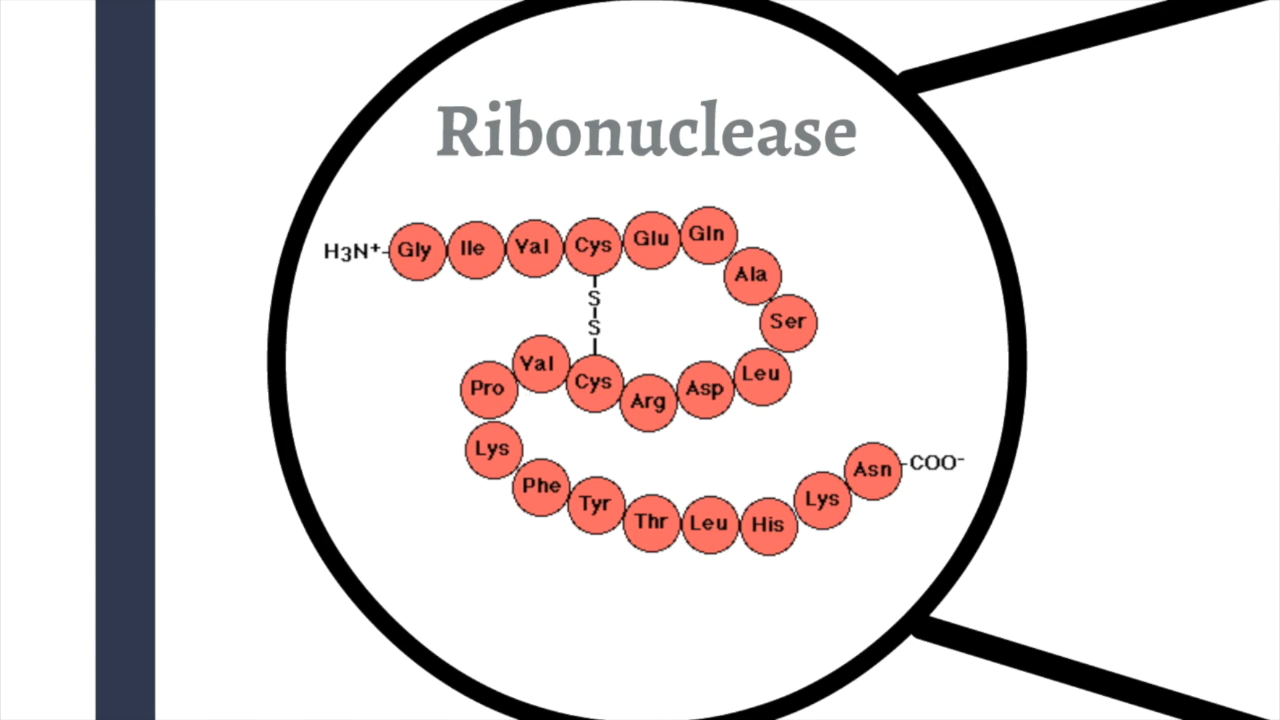 Ribonuclease
H3N+ Gly Ile Val Cys Glu Gln
Ala
Ser
S
S
Pro Val Cys Arg Asp Leu
Lys
Phe Tyr Thr Leu His Lys Asn COO-